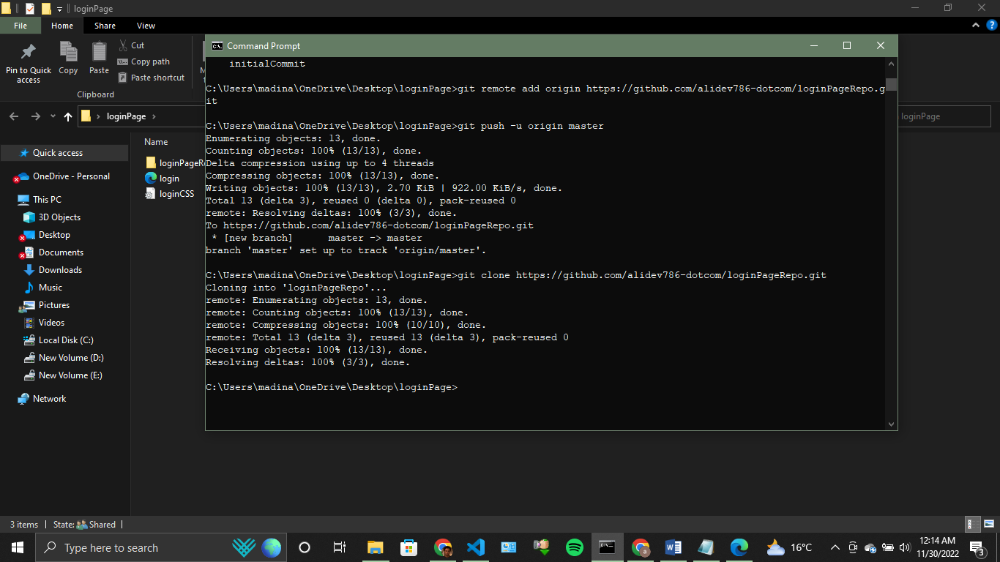 loginPage
File Home Share View
Pin to Quick access
Copy
Paste
Cut
Copy path
Paste shortcut
Clipboard
loginPage
loginPage
Quick access
OneDrive - Personal
This PC
3D Objects
Desktop
Documents
Downloads
Music
Pictures
Videos
Local Disk (C:)
New Volume (D:)
New Volume (E:)
Network
Name
loginPageRe
login
loginCSS
Command Prompt
initialCommit
C:\Users\madina\OneDrive\Desktop\loginPage>git remote add origin https://github.com/alidev786-dotcom/loginPageRepo.g
it
C:\Users\madina\OneDrive\Desktop\loginPage>git push -u origin master
Enumerating objects: 13, done.
Counting objects: 100% (13/13), done.
Delta compression using up to 4 threads
Compressing objects: 100% (13/13), done.
Writing objects: 100% (13/13), 2.70 KiB | 922.00 KiB/s, done.
Total 13 (delta 3), reused 0 (delta 0), pack-reused 0
remote: Resolving deltas: 100% (3/3), done.
To https://github.com/alidev786-dotcom/loginPageRepo.git
* [new branch] master -> master
branch 'master' set up to track 'origin/master'.
C:\Users\madina\OneDrive\Desktop\loginPage>git clone https://github.com/alidev786-dotcom/loginPageRepo.git
Cloning into 'loginPageRepo'...
remote: Enumerating objects: 13, done.
remote: Counting objects: 100% (13/13), done.
remote: Compressing objects: 100% (10/10), done.
remote: Total 13 (delta 3), reused 13 (delta 3), pack-reused 0
Receiving objects: 100% (13/13), done.
Resolving deltas: 100% (3/3), done.
C:\Users\madina\OneDrive\Desktop\loginPage>
3 items State: Shared
Type here to search
16°C
12:14 AM
11/30/2022
3